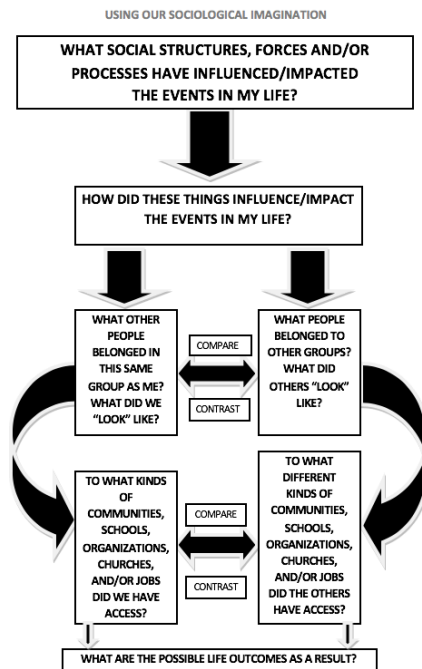 USING OUR SOCIOLOGICAL IMAGINATION
WHAT SOCIAL STRUCTURES, FORCES AND/OR
PROCESSES HAVE INFLUENCED/IMPACTED
THE EVENTS IN MY LIFE?
HOW DID THESE THINGS INFLUENCE/IMPACT
THE EVENTS IN MY LIFE?
WHAT OTHER
PEOPLE
BELONGED IN
THIS SAME
GROUP AS ME?
WHAT DID WE
"LOOK" LIKE?
COMPARE
CONTRAST
WHAT PEOPLE
BELONGED TO
OTHER GROUPS?
WHAT DID
OTHERS "LOOK"
LIKE?
TO WHAT KINDS
OF
COMMUNITIES,
SCHOOLS,
ORGANIZATIONS,
CHURCHES,
AND/OR JOBS
DID WE HAVE
ACCESS?
COMPARE
CONTRAST
TO WHAT
DIFFERENT
KINDS OF
COMMUNITIES,
SCHOOLS,
ORGANIZATIONS,
CHURCHES,
AND/OR JOBS
DID THE OTHERS
HAVE ACCESS?
WHAT ARE THE POSSIBLE LIFE OUTCOMES AS A RESULT?